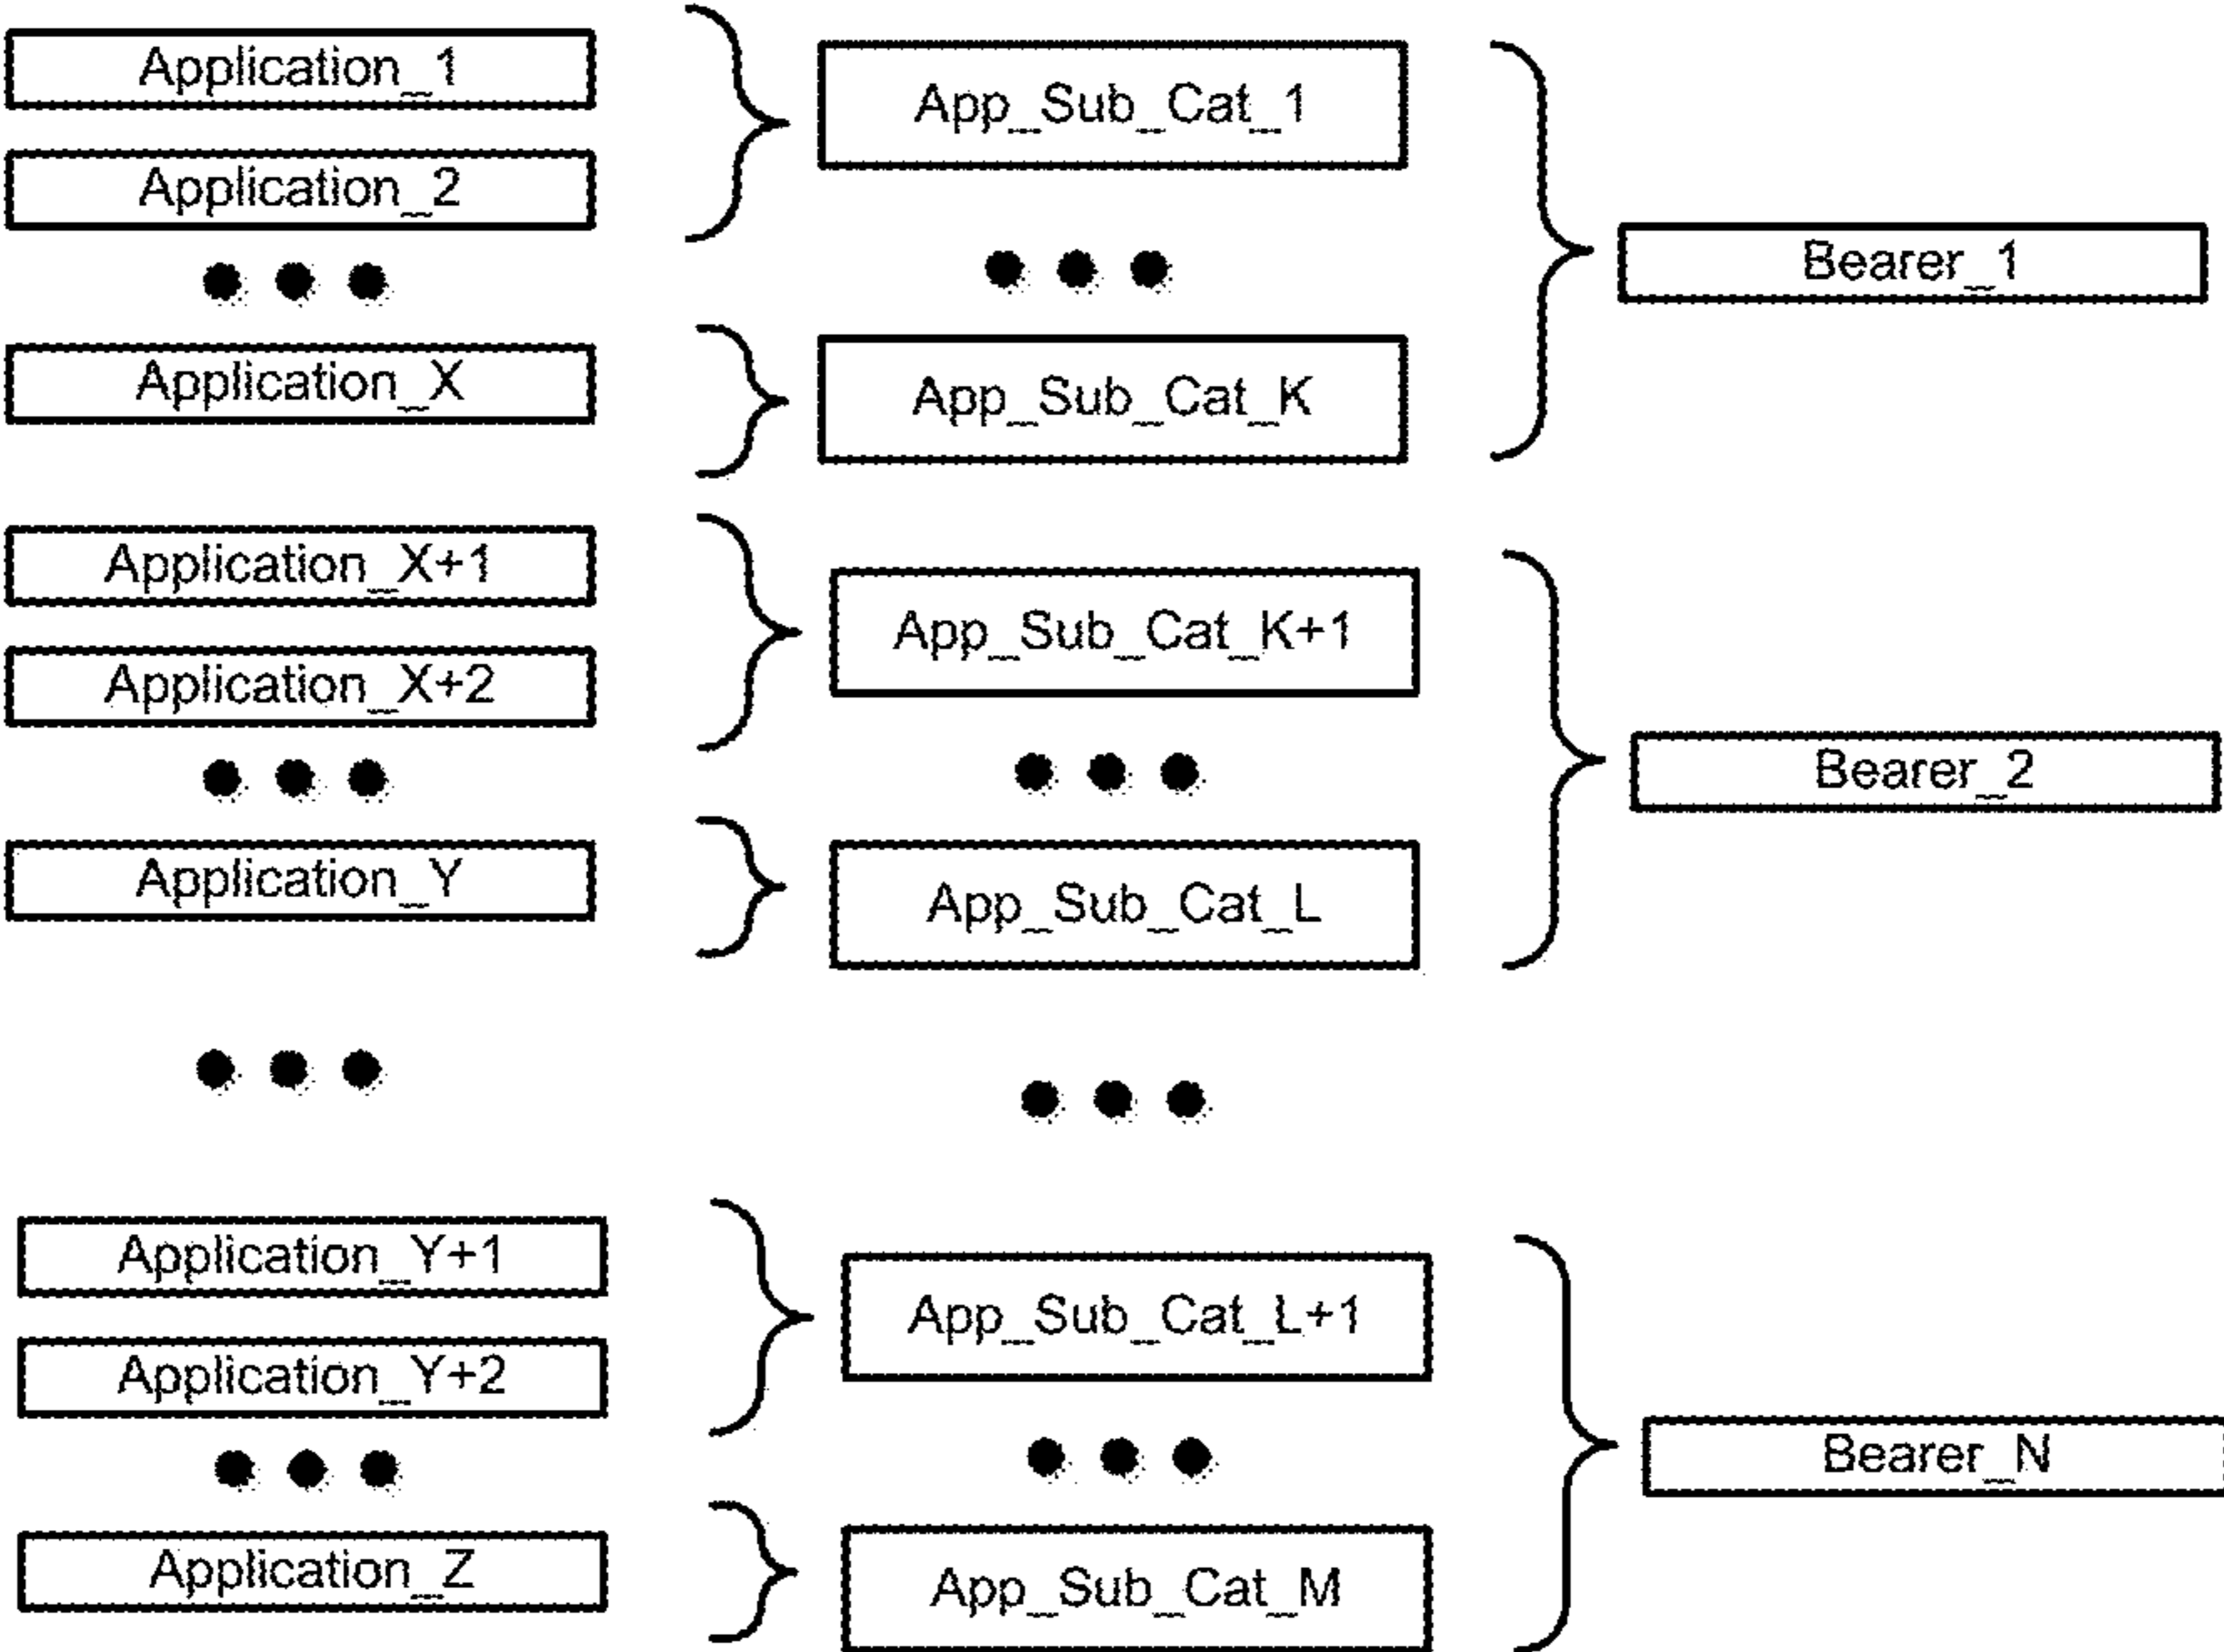 Application_1
Application_2
Application_X
App_Sub_Cat_1
App_Sub_Cat_K
Bearer_1
Application_X+1
Application_X+2
Application_Y
App_Sub_Cat_K+1
App_Sub_Cat_L
Bearer_2
Application_Y+1
Application_Y+2
Application_Z
App_Sub_Cat_L+1
App_Sub_Cat_M
Bearer_N